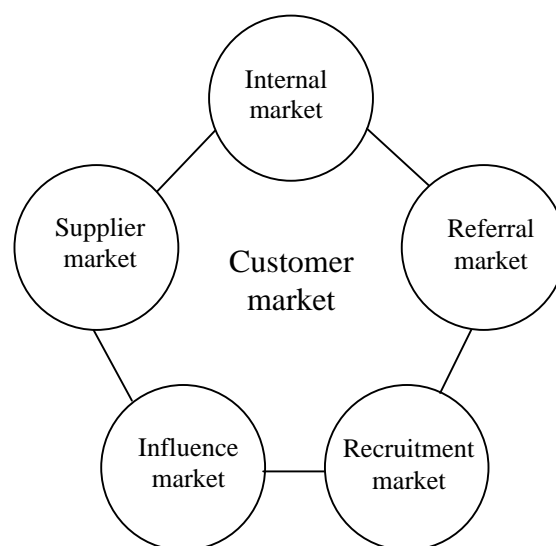 Internal
market
Supplier
market
Referral
market
Customer
market
Influence
market
Recruitment
market